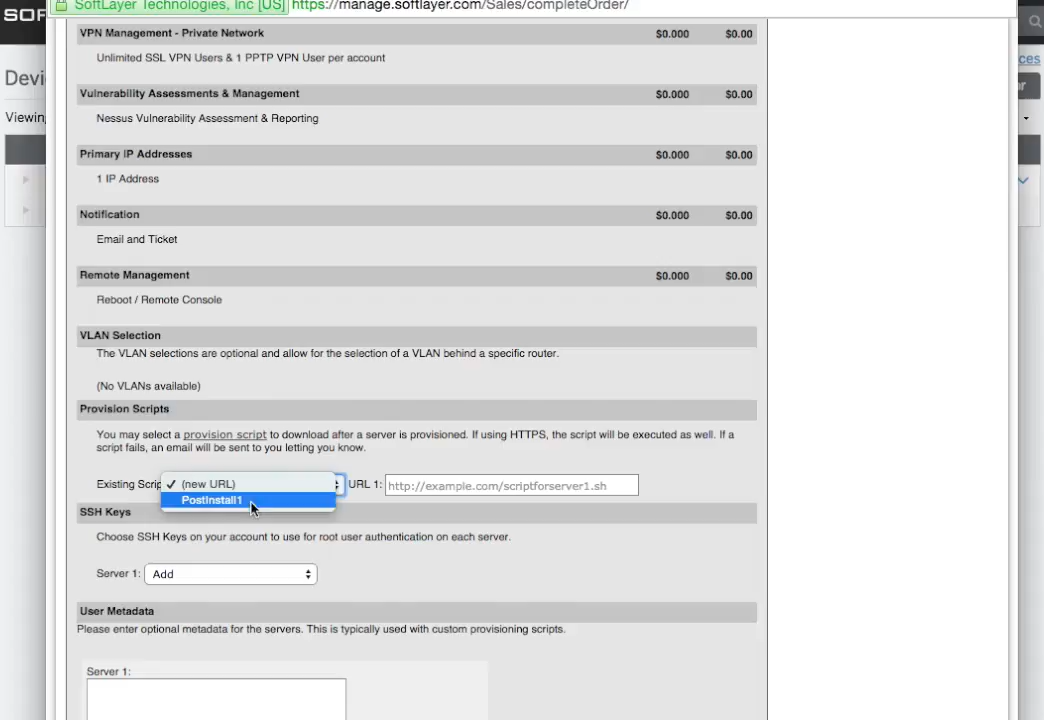 SoftLayer Technologies, Inc [US] https://manage.softlayer.com/Sales/completeOrder/
SOF
Devi
Viewing
VPN Management - Private Network $0.000 $0.00
Unlimited SSL VPN Users & 1 PPTP VPN User per account
Vulnerability Assessments & Management $0.000 $0.00
Nessus Vulnerability Assessment & Reporting
Primary IP Addresses $0.000 $0.00
1 IP Address
Notification $0.000 $0.00
Email and Ticket
Remote Management $0.000 $0.00
Reboot / Remote Console
VLAN Selection
The VLAN selections are optional and allow for the selection of a VLAN behind a specific router.
(No VLANs available)
Provision Scripts
You may select a provision script to download after a server is provisioned. If using HTTPS, the script will be executed as well. If a
script fails, an email will be sent to you letting you know.
Existing Scrip ✓ (new URL) URL 1: http://example.com/scriptforserver1.sh
PostInstall1
SSH Keys
Choose SSH Keys on your account to use for root user authentication on each server.
Server 1: Add
User Metadata
Please enter optional metadata for the servers. This is typically used with custom provisioning scripts.
Server 1:
ces
r